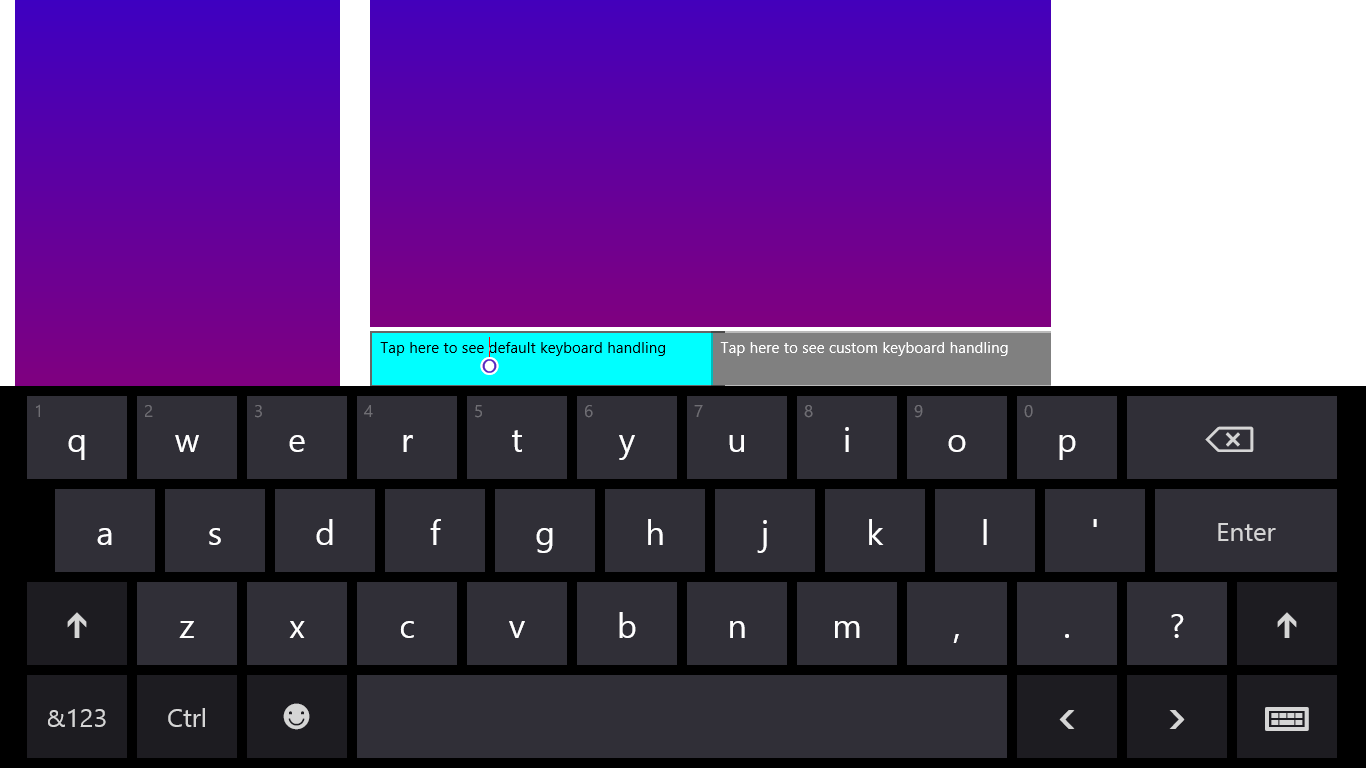 Tap here to see default keyboard handling Tap here to see custom keyboard handling
1 2 3 4 5 6 7 8 9 0
q w e r t y u i o p
a s d f g h j k l ' Enter
z x c v b n m , . ?
&123 Ctrl < >